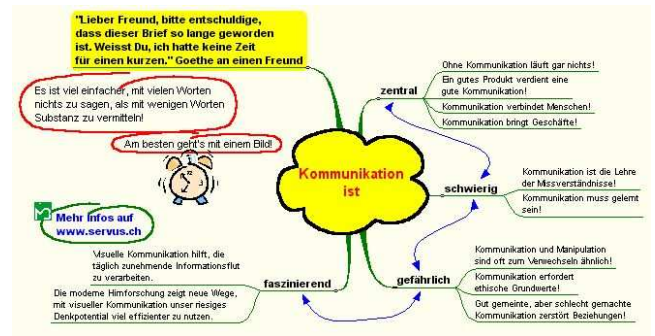 "Lieber Freund, bitte entschuldige,
dass dieser Brief so lange geworden
ist. Weisst Du, ich hatte keine Zeit
für einen kurzen." Goethe an einen Freund
Es ist viel einfacher, mit vielen Worten
nichts zu sagen, als mit wenigen Worten
Substanz zu vermitteln!
Am besten geht's mit einem Bild!
Mehr Infos auf
www.servus.ch
Kommunikation
ist
zentral
Ohne Kommunikation läuft gar nichts!
Ein gutes Produkt verdient eine
gute Kommunikation!
Kommunikation verbindet Menschen!
Kommunikation bringt Geschäfte!
schwierig
Kommunikation ist die Lehre
der Missverständnisse!
Kommunikation muss gelernt
sein!
gefährlich
Kommunikation und Manipulation
sind oft zum Verwechseln ähnlich!
Kommunikation erfordert
ethische Grundwerte!
Gut gemeinte, aber schlecht gemachte
Kommunikation zerstört Beziehungen!
faszinierend
Visuelle Kommunikation hilft, die
täglich zunehmende Informationsflut
zu verarbeiten.
Die moderne Hirnforschung zeigt neue Wege,
mit visueller Kommunikation unser riesiges
Denkpotential viel effizienter zu nutzen.